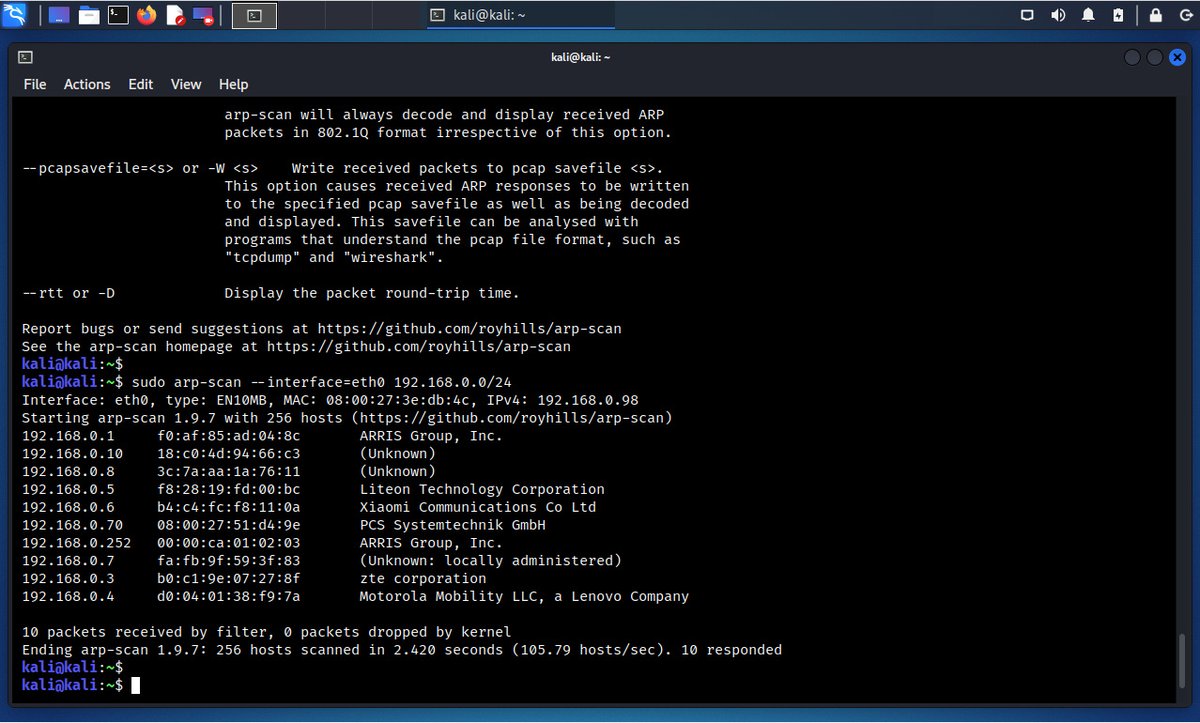 kali@kali: ~
kali@kali: ~
File Actions Edit View Help
arp-scan will always decode and display received ARP
packets in 802.1Q format irrespective of this option.
--pcapsavefile=<s> or -W <s>    Write received packets to pcap savefile <s>.
This option causes received ARP responses to be written
to the specified pcap savefile as well as being decoded
and displayed. This savefile can be analysed with
programs that understand the pcap file format, such as
"tcpdump" and "wireshark".
--rtt or -D             Display the packet round-trip time.
Report bugs or send suggestions at https://github.com/royhills/arp-scan
See the arp-scan homepage at https://github.com/royhills/arp-scan
kali@kali:~$
kali@kali:~$ sudo arp-scan --interface=eth0 192.168.0.0/24
Interface: eth0, type: EN10MB, MAC: 08:00:27:3e:db:4c, IPv4: 192.168.0.98
Starting arp-scan 1.9.7 with 256 hosts (https://github.com/royhills/arp-scan)
192.168.0.1     f0:af:85:ad:04:8c       ARRIS Group, Inc.
192.168.0.10    18:c0:4d:94:66:c3       (Unknown)
192.168.0.8     3c:7a:aa:1a:76:11       (Unknown)
192.168.0.5     f8:28:19:fd:00:bc       Liteon Technology Corporation
192.168.0.6     b4:c4:fc:f8:11:0a       Xiaomi Communications Co Ltd
192.168.0.70    08:00:27:51:d4:9e       PCS Systemtechnik GmbH
192.168.0.252   00:00:ca:01:02:03       ARRIS Group, Inc.
192.168.0.7     fa:fb:9f:59:3f:83       (Unknown: locally administered)
192.168.0.3     b0:c1:9e:07:27:8f       zte corporation
192.168.0.4     d0:04:01:38:f9:7a       Motorola Mobility LLC, a Lenovo Company
10 packets received by filter, 0 packets dropped by kernel
Ending arp-scan 1.9.7: 256 hosts scanned in 2.420 seconds (105.79 hosts/sec). 10 responded
kali@kali:~$
kali@kali:~$